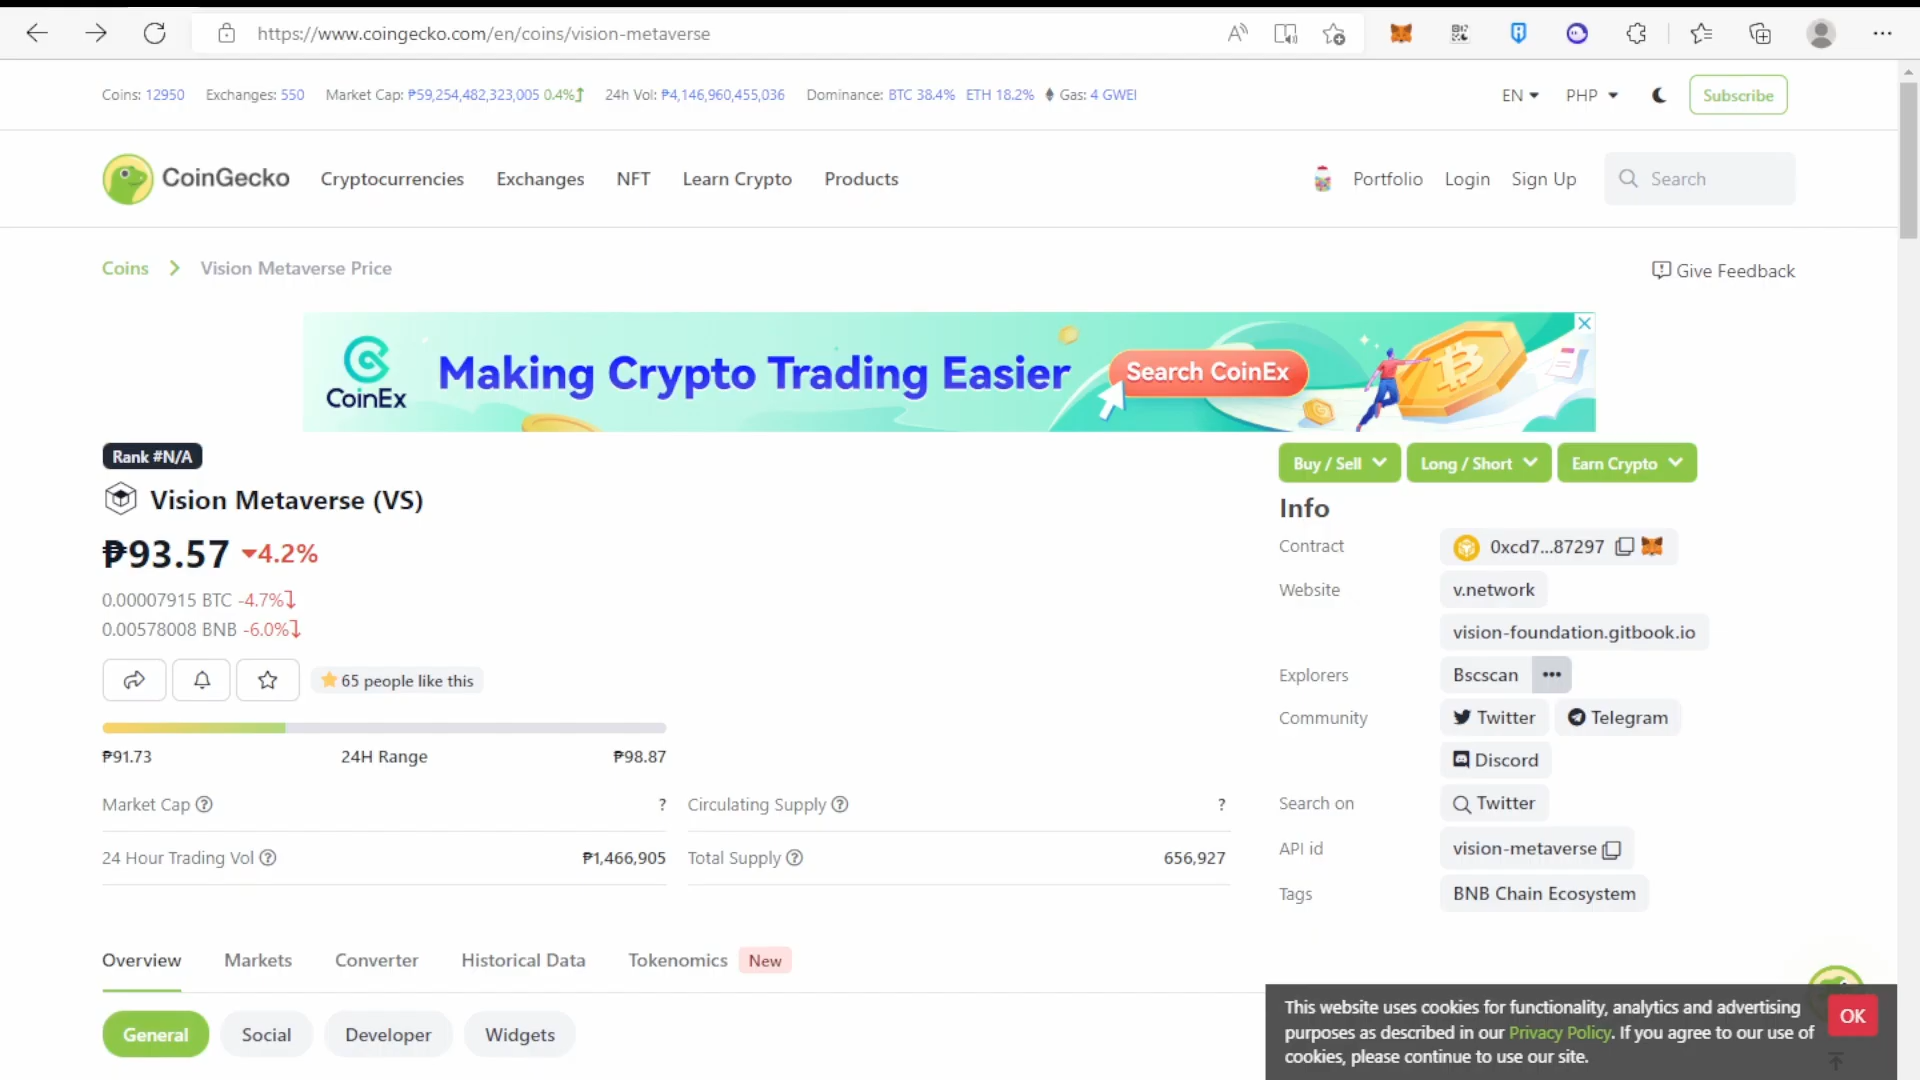 https://www.coingecko.com/en/coins/vision-metaverse
Coins: 12950 Exchanges: 550 Market Cap: ₱59,254,482,323,005 0.4% 24h Vol: ₱4,146,960,455,036 Dominance: BTC 38.4% ETH 18.2% Gas: 4 GWEI
EN PHP Subscribe
CoinGecko Cryptocurrencies Exchanges NFT Learn Crypto Products
Portfolio Login Sign Up Search
Coins Vision Metaverse Price
Give Feedback
CoinEx
Making Crypto Trading Easier
Search CoinEx
Rank #N/A
Vision Metaverse (VS)
₱93.57 4.2%
0.00007915 BTC -4.7%
0.00578008 BNB -6.0%
65 people like this
₱91.73 24H Range ₱98.87
Market Cap ?
Circulating Supply ?
24 Hour Trading Vol ₱1,466,905
Total Supply 656,927
Buy / Sell Long / Short Earn Crypto
Info
Contract 0xcd7...87297
Website v.network
vision-foundation.gitbook.io
Explorers Bscscan •••
Community Twitter Telegram
Discord
Search on Twitter
API id vision-metaverse
Tags BNB Chain Ecosystem
Overview Markets Converter Historical Data Tokenomics New
General Social Developer Widgets
This website uses cookies for functionality, analytics and advertising
purposes as described in our Privacy Policy. If you agree to our use of
cookies, please continue to use our site.
OK